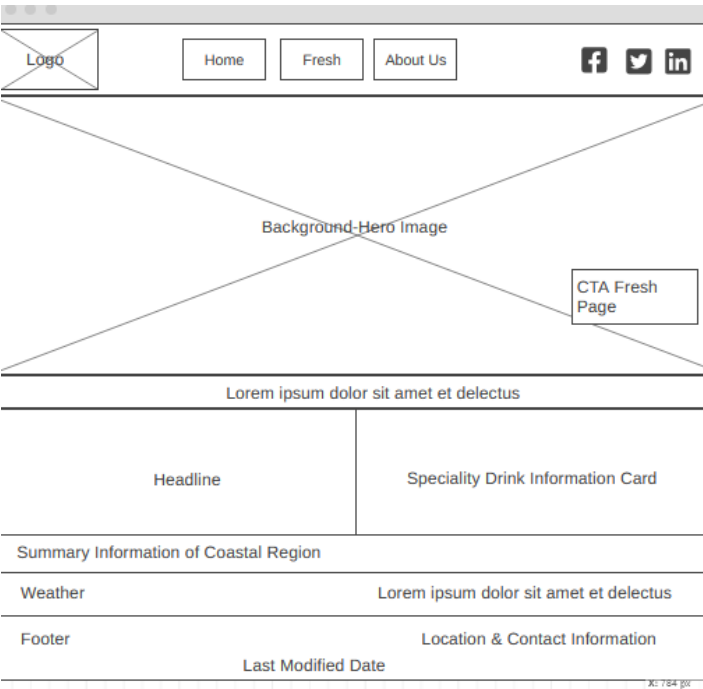 Logo
Home
Fresh
About Us
Background-Hero Image
CTA Fresh
Page
Lorem ipsum dolor sit amet et delectus
Headline
Speciality Drink Information Card
Summary Information of Coastal Region
Weather
Lorem ipsum dolor sit amet et delectus
Footer
Location & Contact Information
Last Modified Date
X: 784 px